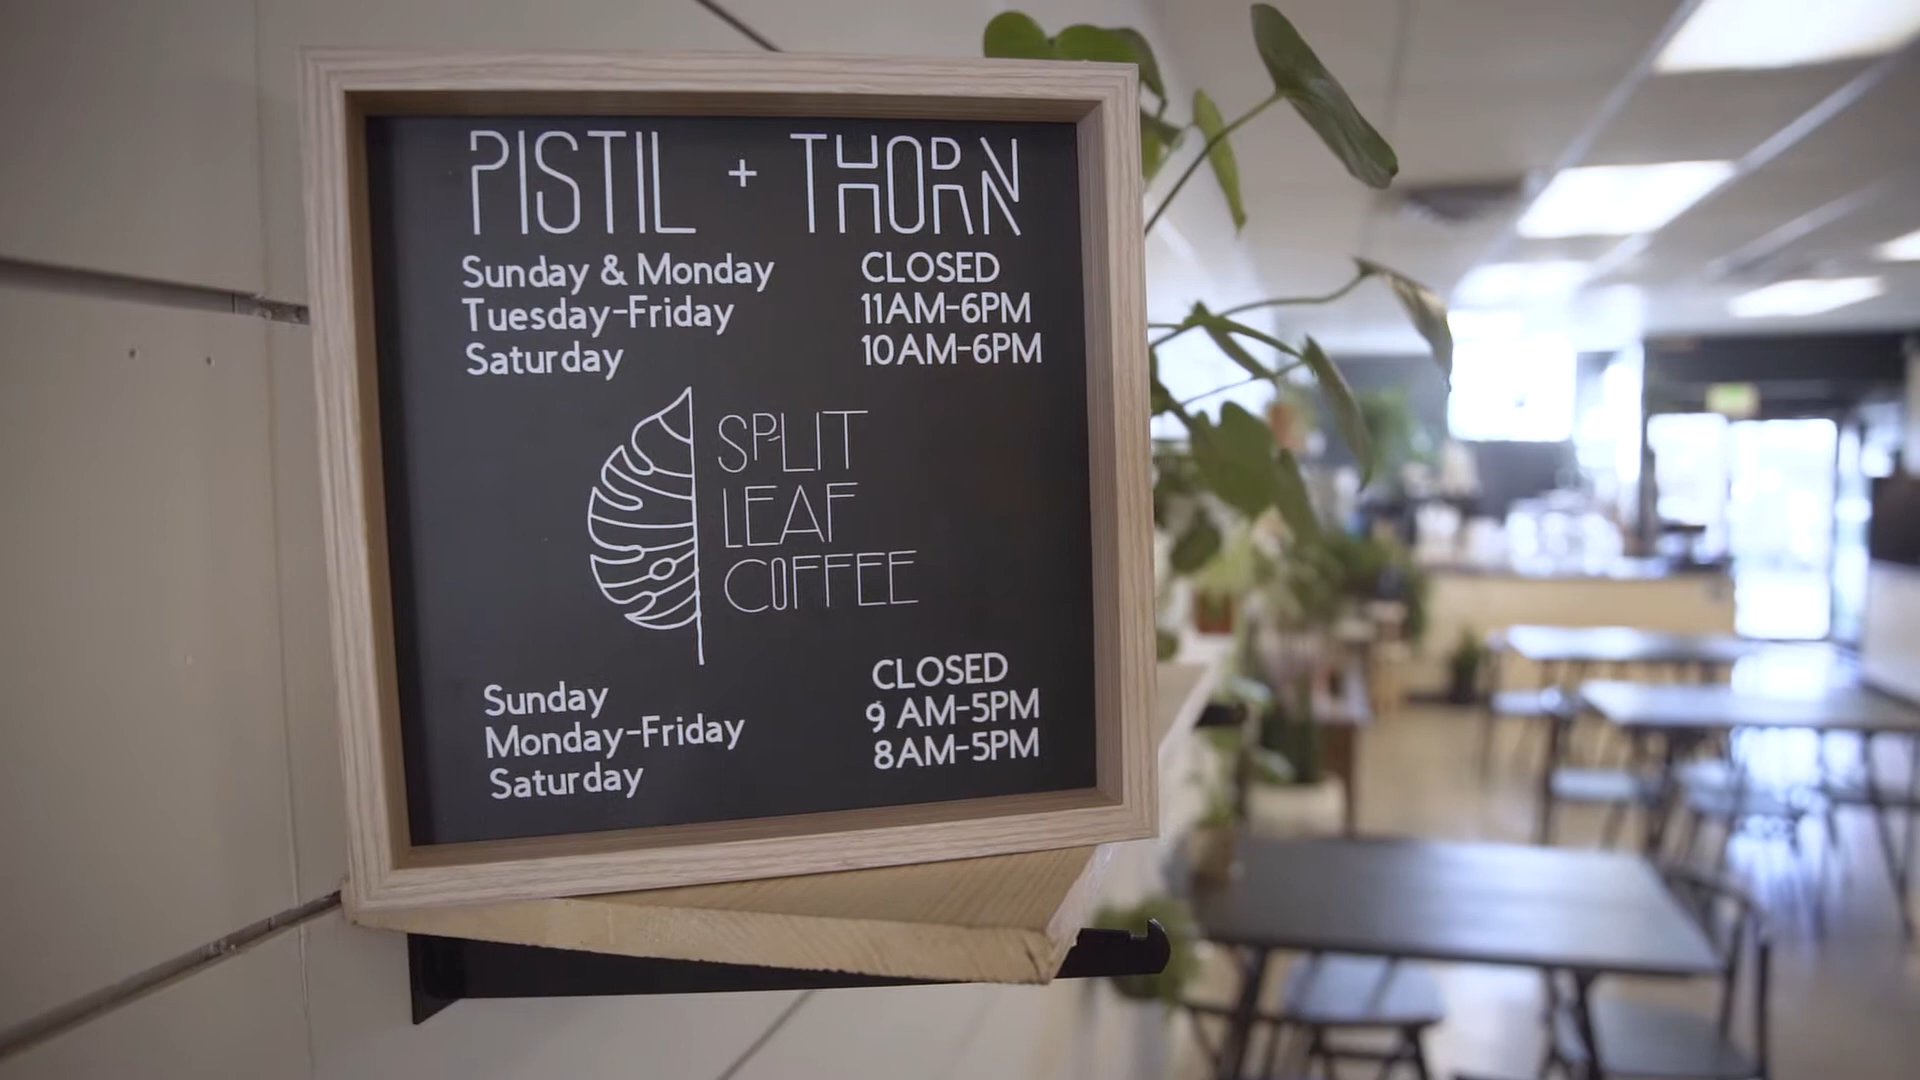 PISTIL + THORN
Sunday & Monday CLOSED
Tuesday-Friday 11AM-6PM
Saturday 10AM-6PM
SPLIT
LEAF
COFFEE
Sunday CLOSED
Monday-Friday 9 AM-5PM
Saturday 8AM-5PM